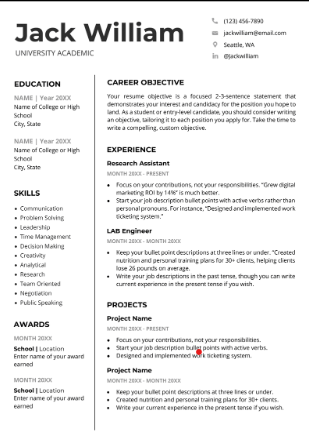 Jack William
UNIVERSITY ACADEMIC
(123) 456-7890
jackwilliam@email.com
Seattle, WA
@jackwilliam
EDUCATION
NAME | Year 20XX
Name of College or High
School
City, State
NAME | Year 20XX
Name of College or High
School
City, State
SKILLS
Communication
Problem Solving
Leadership
Time Management
Decision Making
Creativity
Analytical
Research
Team Oriented
Negotiation
Public Speaking
AWARDS
MONTH 20XX
School | Location
Enter name of your award
earned
MONTH 20XX
School | Location
Enter name of your award
earned
CAREER OBJECTIVE
Your resume objective is a focused 2-3-sentence statement that
demonstrates your interest and candidacy for the position you hope to
land. As a student or entry-level candidate, you should consider writing
an objective, tailoring it to each position you apply for. Take the time to
write a compelling, custom objective.
EXPERIENCE
Research Assistant
MONTH 20XX - PRESENT
Focus on your contributions, not your responsibilities. "Grew digital
marketing ROI by 14%" is much better.
Start your job description bullet points with active verbs rather than
personal pronouns. For instance, "Designed and implemented work
ticketing system."
LAB Engineer
MONTH 20XX - MONTH 20XX
Keep your bullet point descriptions at three lines or under. "Created
nutrition and personal training plans for 30+ clients, helping clients
lose 26 pounds on average.
Write your job descriptions in the past tense, though you can write
current experience in the present tense if you wish.
PROJECTS
Project Name
MONTH 20XX - PRESENT
Focus on your contributions, not your responsibilities.
Start your job description bullet points with active verbs,
Designed and implemented work ticketing system.
Project Name
MONTH 20XX - MONTH 20XX
Keep your bullet point descriptions at three lines or under.
Created nutrition and personal training plans for 30+ clients.
Write your current experience in the present tense if you wish.